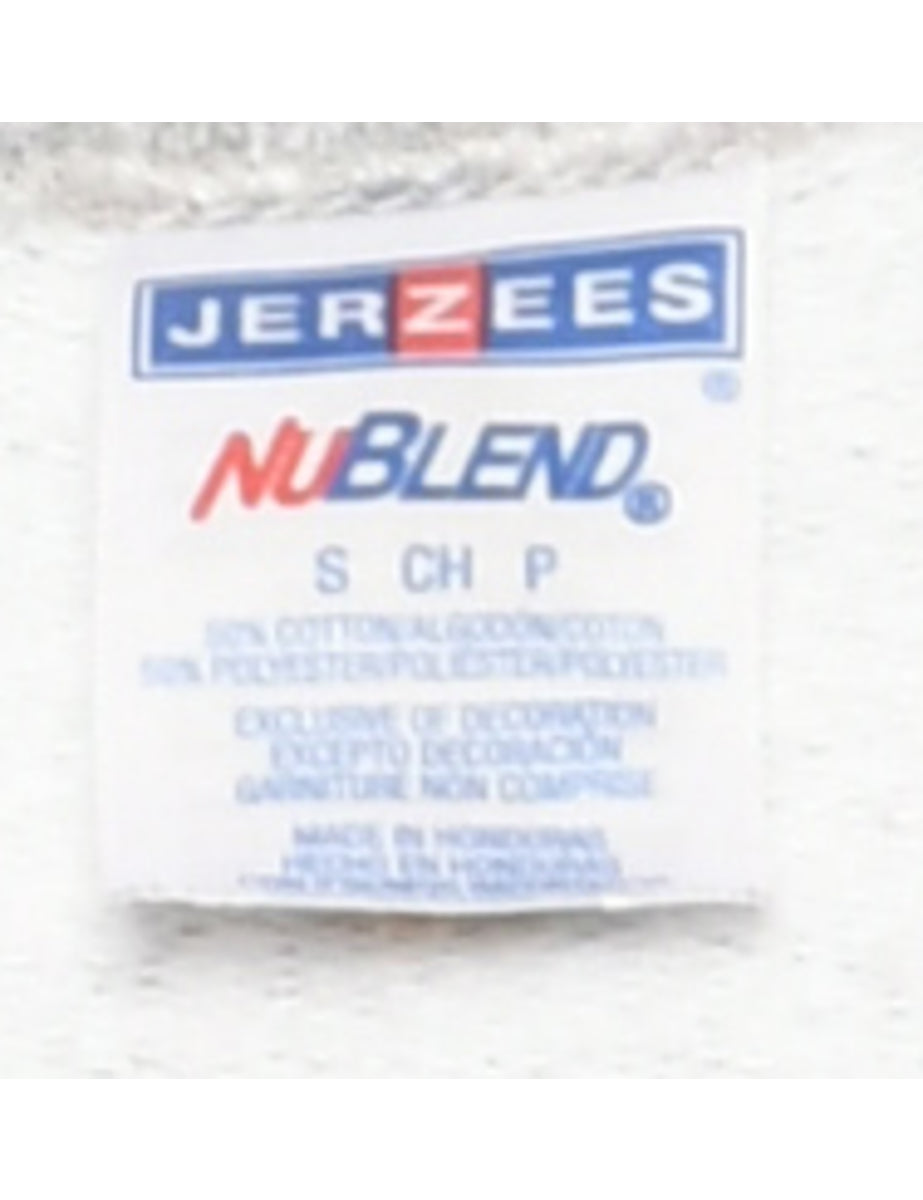 JERZEES
®
NUBLEND®
S CH P
50% COTTON/ALGODÓN/COTON
50% POLYESTER/POLIÉSTER/POLYESTER
EXCLUSIVE OF DECORATION
EXCEPTO DECORACIÓN
GARNITURE NON COMPRISE
MADE IN HONDURAS
HECHO EN HONDURAS